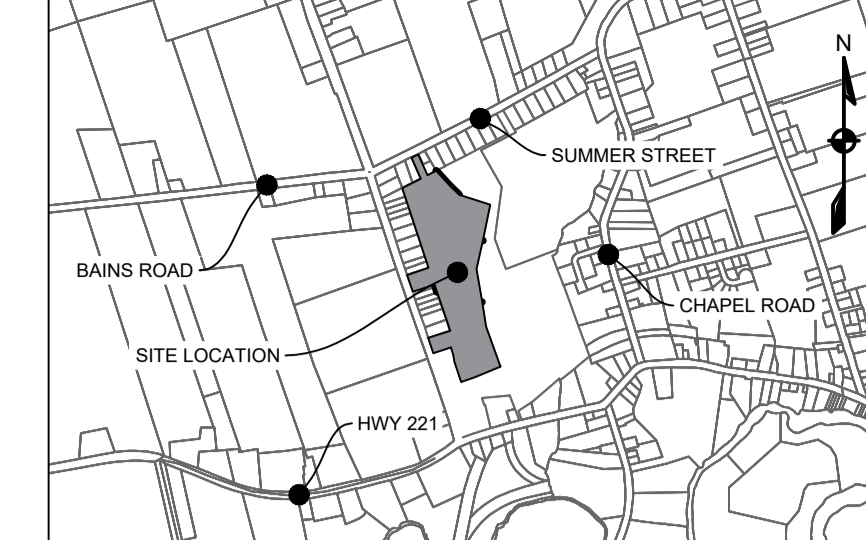 N
SUMMER STREET
BAINS ROAD
CHAPEL ROAD
SITE LOCATION
HWY 221